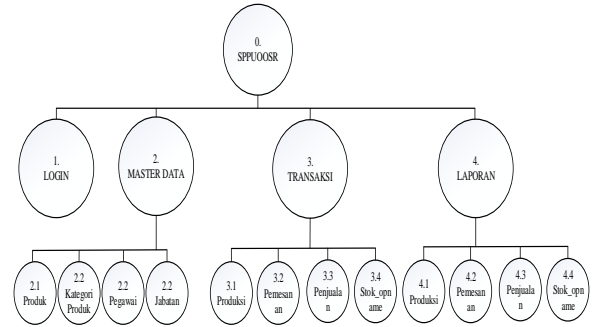 0.
SPPUOOSR
1.
LOGIN
2.
MASTER DATA
3.
TRANSAKSI
4.
LAPORAN
2.1
Produk
2.2
Kategori
Produk
2.2
Pegawai
2.2
Jabatan
3.1
Produksi
3.2
Pemesan
an
3.3
Penjuala
n
3.4
Stok_opn
ame
4.1
Produksi
4.2
Pemesan
an
4.3
Penjuala
n
4.4
Stok_opn
ame